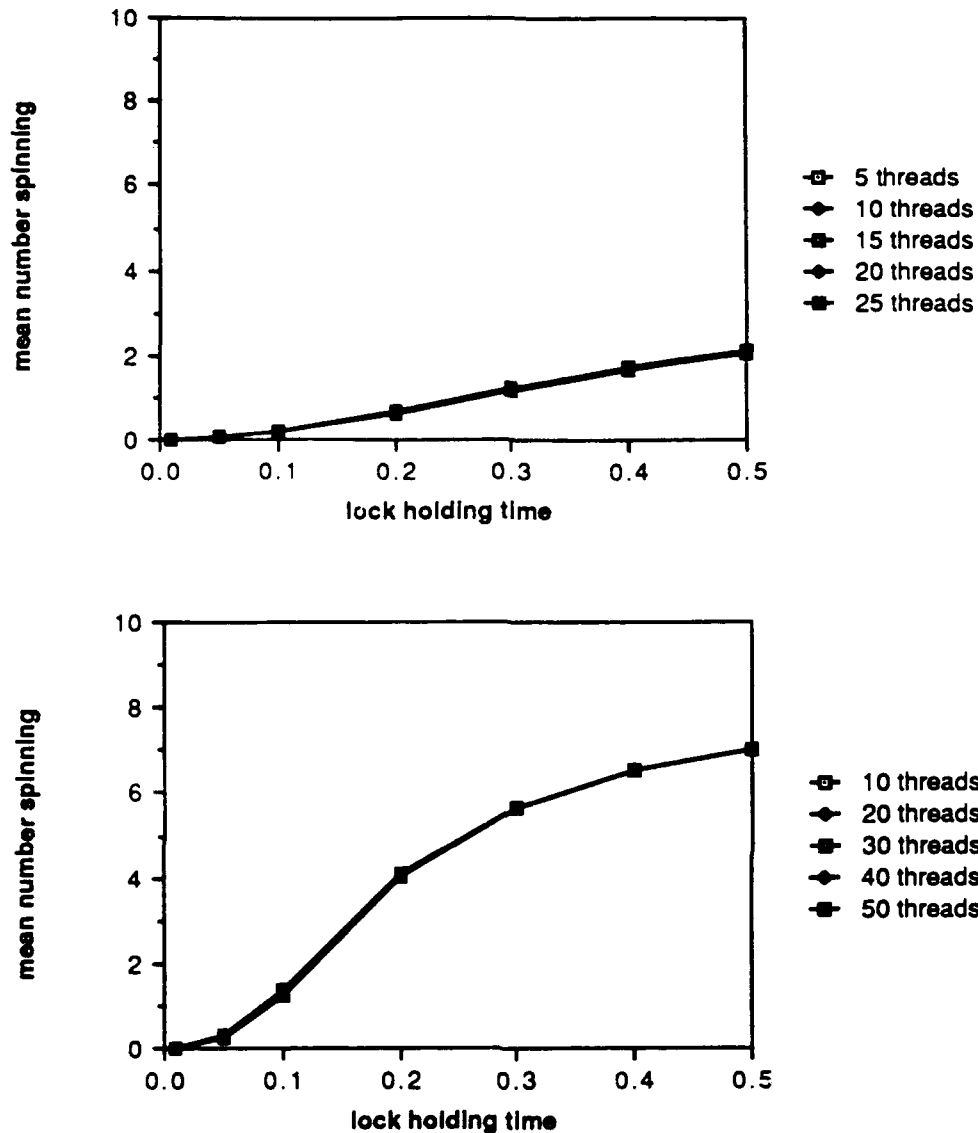 10
8
6
4
2
0
mean number spinning
0.0 0.1 0.2 0.3 0.4 0.5
lock holding time
5 threads
10 threads
15 threads
20 threads
25 threads
10
8
6
4
2
0
mean number spinning
0.0 0.1 0.2 0.3 0.4 0.5
lock holding time
10 threads
20 threads
30 threads
40 threads
50 threads